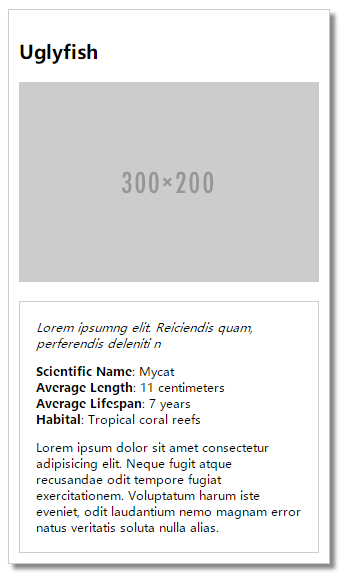 Uglyfish
300×200
Lorem ipsumng elit. Reiciendis quam,
perferendis deleniti n
Scientific Name: Mycat
Average Length: 11 centimeters
Average Lifespan: 7 years
Habitat: Tropical coral reefs
Lorem ipsum dolor sit amet consectetur
adipisicing elit. Neque fugit atque
recusandae odit tempore fugiat
exercitationem. Voluptatum harum iste
eveniet, odit laudantium nemo magnam error
natus veritatis soluta nulla alias.